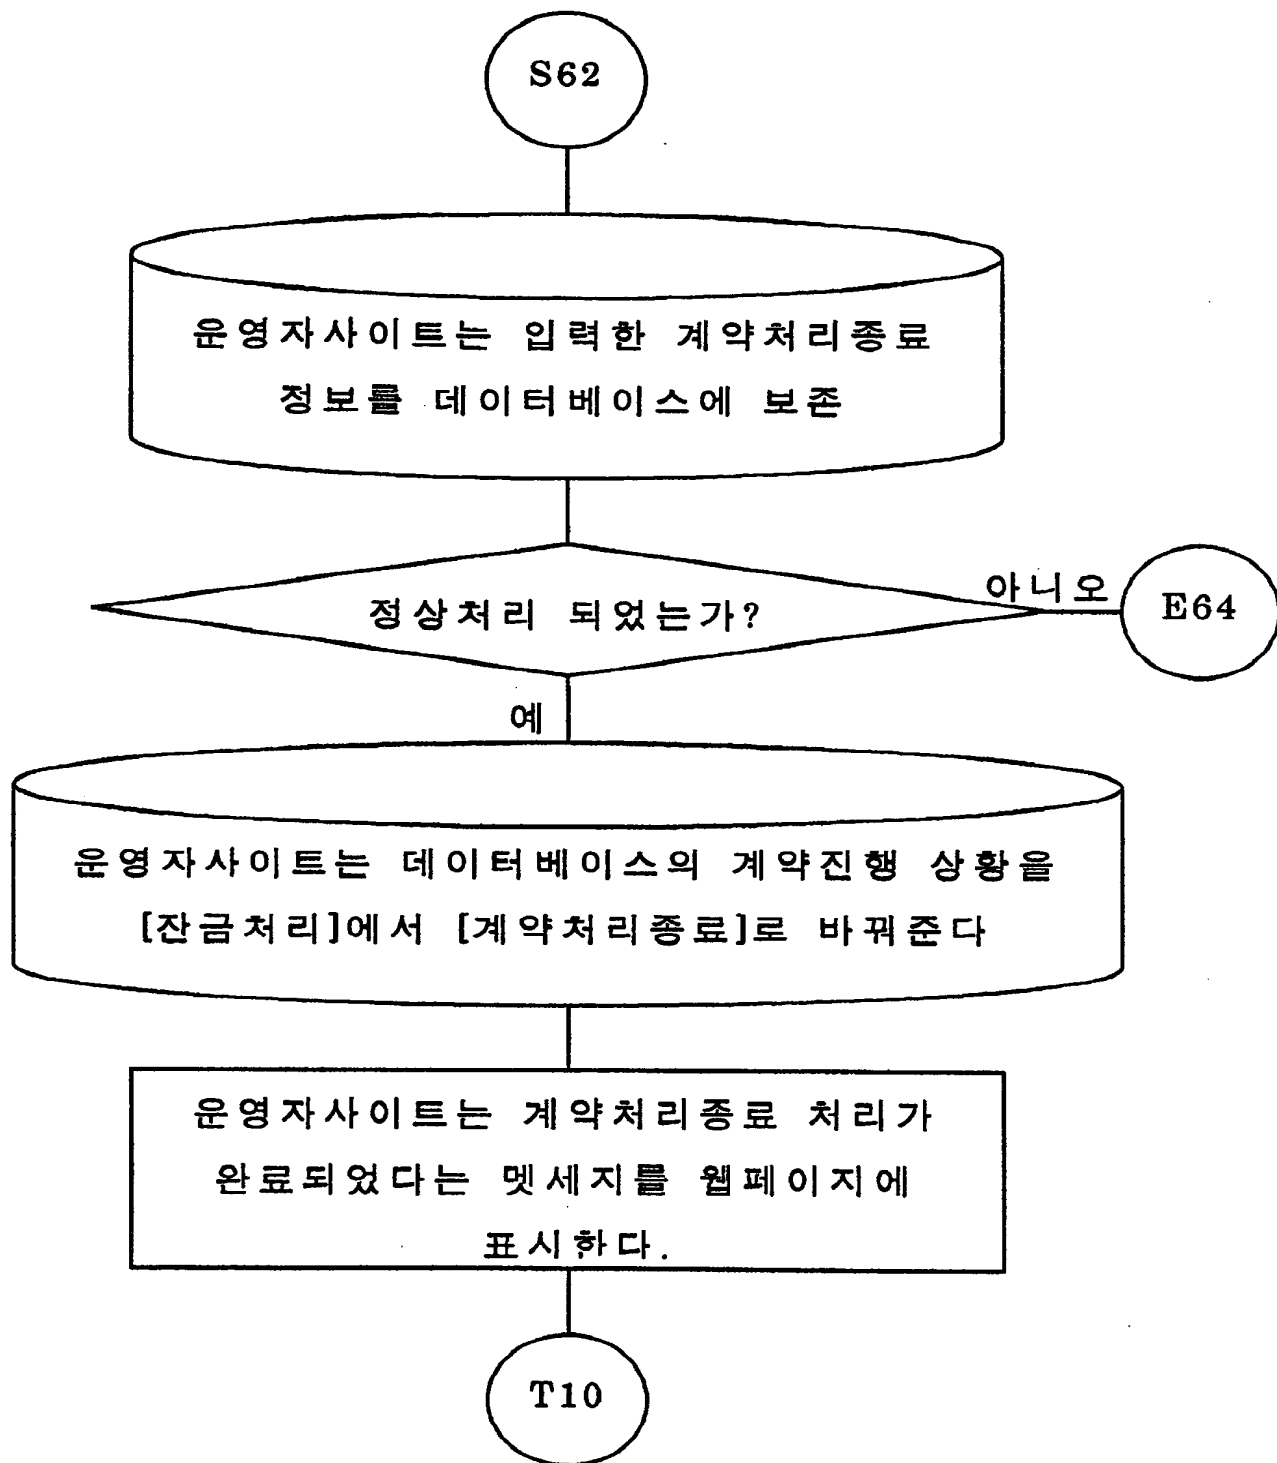 S62
운영자사이트는 입력한 계약처리종료
정보를 데이터베이스에 보존
정상처리 되었는가?
아니오
E64
예
운영자사이트는 데이터베이스의 계약진행 상황을
[잔금처리]에서 [계약처리종료]로 바꿔준다
운영자사이트는 계약처리종료 처리가
완료되었다는 멧세지를 웹페이지에
표시한다.
T10